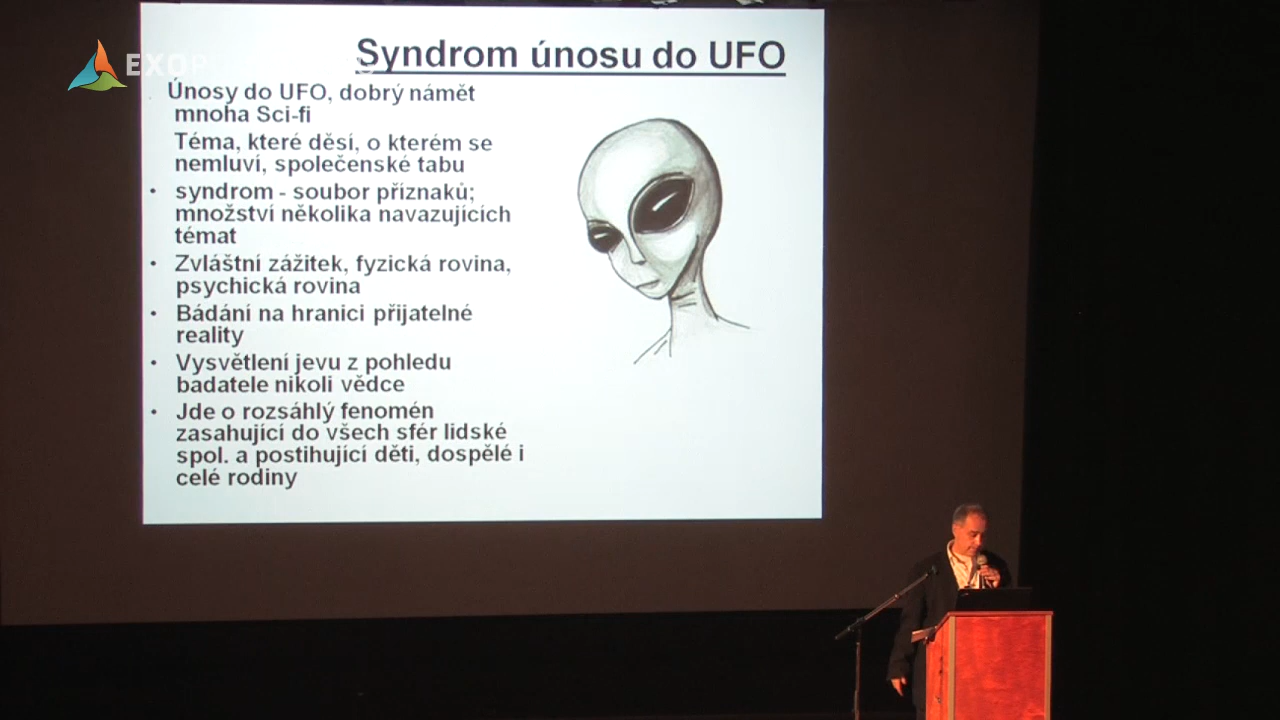 Syndrom únosu do UFO
Únosy do UFO, dobrý námět
mnoha Sci-fi
Téma, které děsí, o kterém se
nemluví, společenské tabu
• syndrom - soubor příznaků;
množství několika navazujících
témat
• Zvláštní zážitek, fyzická rovina,
psychická rovina
• Bádání na hranici přijatelné
reality
• Vysvětlení jevu z pohledu
badatele nikoli vědce
• Jde o rozsáhlý fenomén
zasahující do všech sfér lidské
spol. a postihující děti, dospělé i
celé rodiny